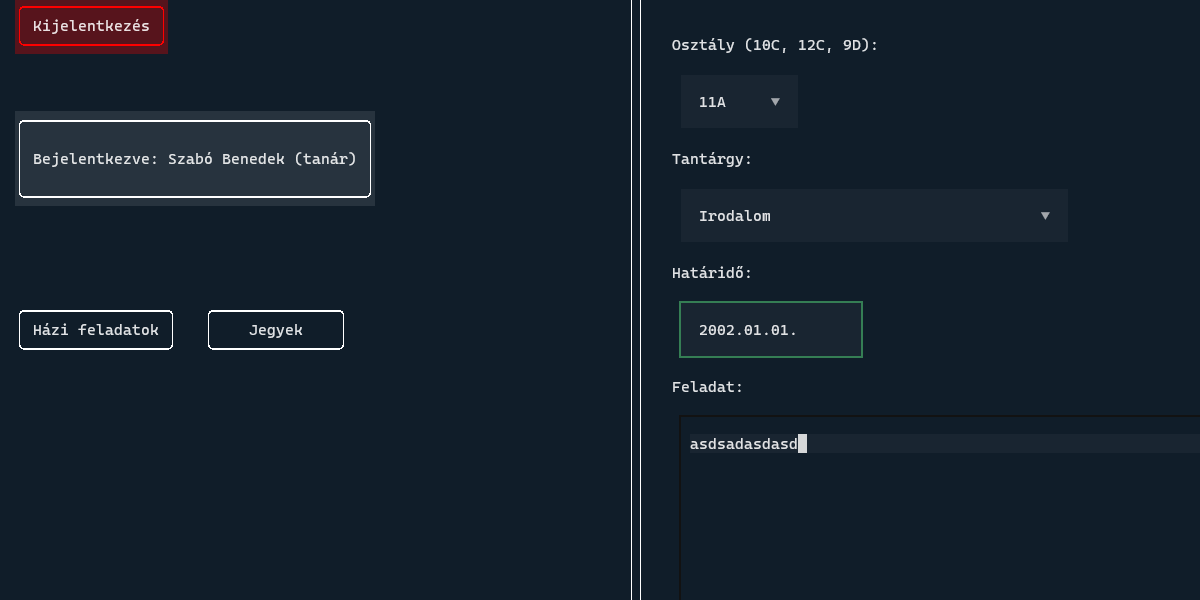 Kijelentkezés
Bejelentkezve: Szabó Benedek (tanár)
Házi feladatok
Jegyek
Osztály (10C, 12C, 9D):
11A ▼
Tantárgy:
Irodalom ▼
Határidő:
2002.01.01.
Feladat:
asdsadasdasd